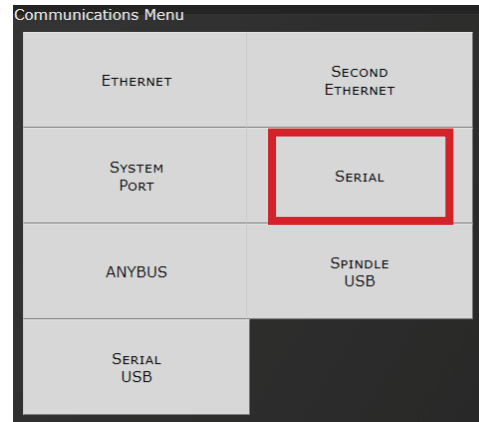 Communications Menu
Ethernet
Second
Ethernet
System
Port
Serial
ANYBUS
Spindle
USB
Serial
USB